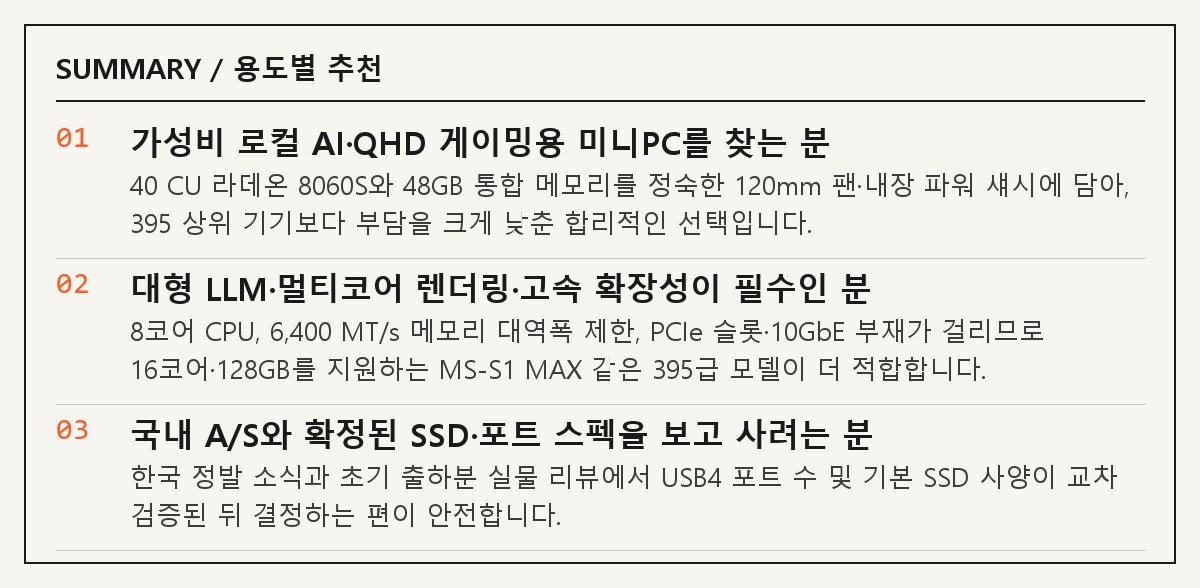 SUMMARY / 용도별 추천
01
가성비 로컬 AI·QHD 게이밍용 미니PC를 찾는 분
40 CU 라데온 8060S와 48GB 통합 메모리를 정숙한 120mm 팬·내장 파워 섀시에 담아,
395 상위 기기보다 부담을 크게 낮춘 합리적인 선택입니다.
02
대형 LLM·멀티코어 렌더링·고속 확장성이 필수인 분
8코어 CPU, 6,400 MT/s 메모리 대역폭 제한, PCIe 슬롯·10GbE 부재가 걸리므로
16코어·128GB를 지원하는 MS-S1 MAX 같은 395급 모델이 더 적합합니다.
03
국내 A/S와 확정된 SSD·포트 스펙을 보고 사려는 분
한국 정발 소식과 초기 출하분 실물 리뷰에서 USB4 포트 수 및 기본 SSD 사양이 교차
검증된 뒤 결정하는 편이 안전합니다.